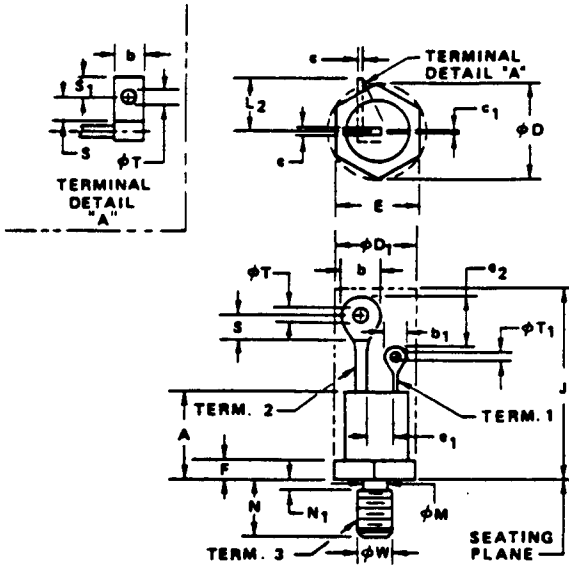 b
S1
S
ϕT
TERMINAL
DETAIL
"A"
c
TERMINAL
DETAIL "A"
L2
c1
ϕD
c
E
ϕD1
b
ϕT
e2
S
b1
ϕT1
J
TERM. 2
TERM. 1
A
e1
F
N
N1
ϕM
SEATING
PLANE
TERM. 3
ϕW